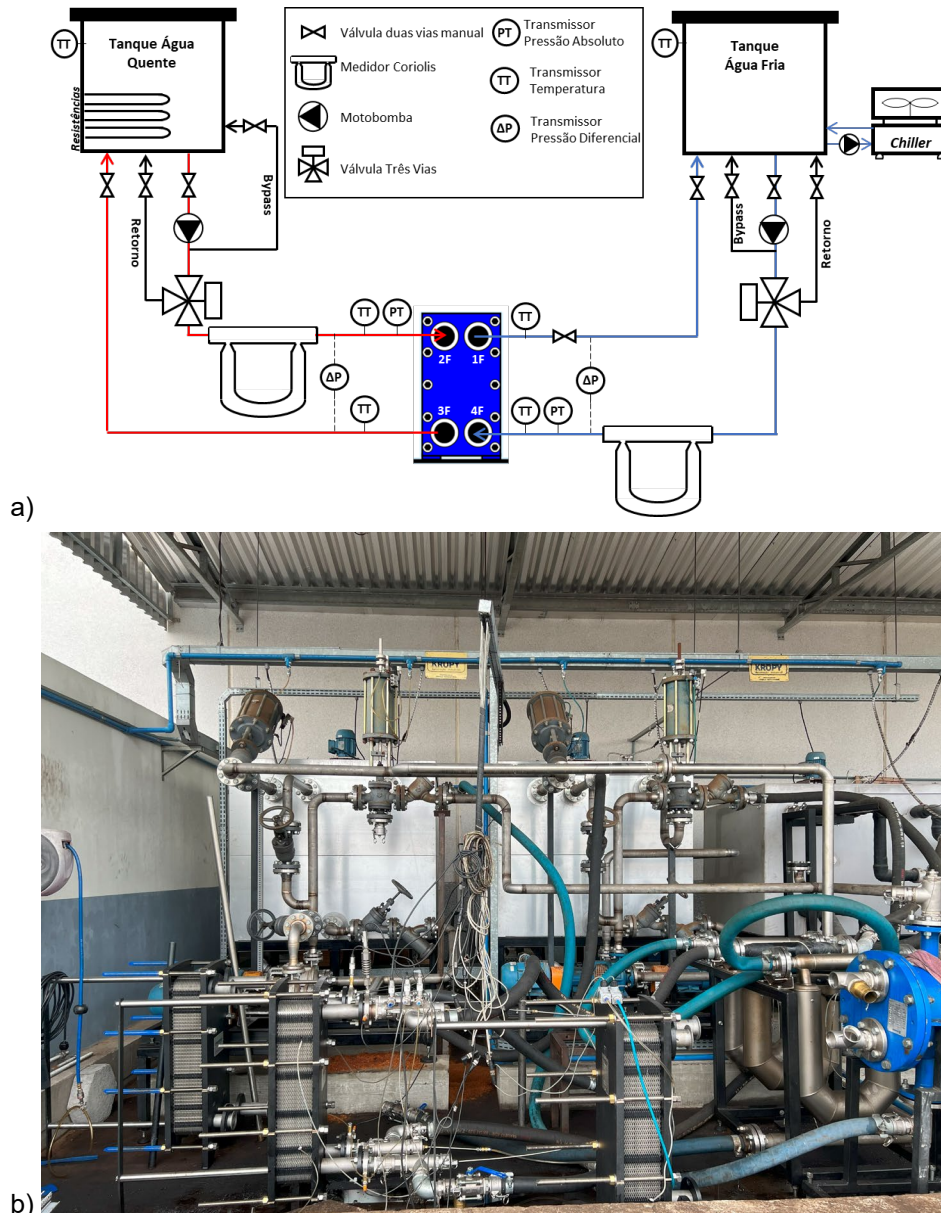 TT
Tanque Água
Quente
Resistências
Bypass
Retorno
Válvula duas vias manual
Medidor Coriolis
Motobomba
Válvula Três Vias
PT
Transmissor
Pressão Absoluto
TT
Transmissor
Temperatura
ΔP
Transmissor
Pressão Diferencial
TT
Tanque
Água Fria
Chiller
Bypass
Retorno
TT
PT
2F
1F
TT
ΔP
ΔP
TT
3F
4F
TT
PT
a)
KROPY
KROPY
b)